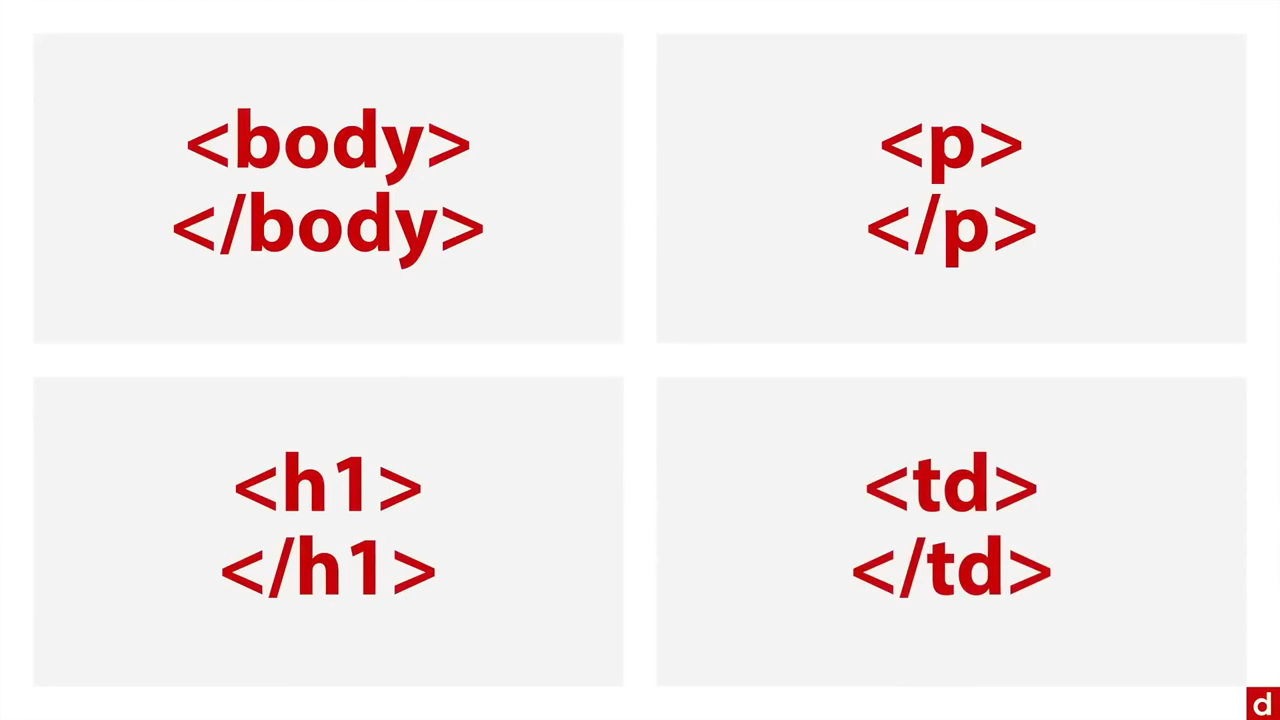 <body>
</body>
<p>
</p>
<h1>
</h1>
<td>
</td>
d